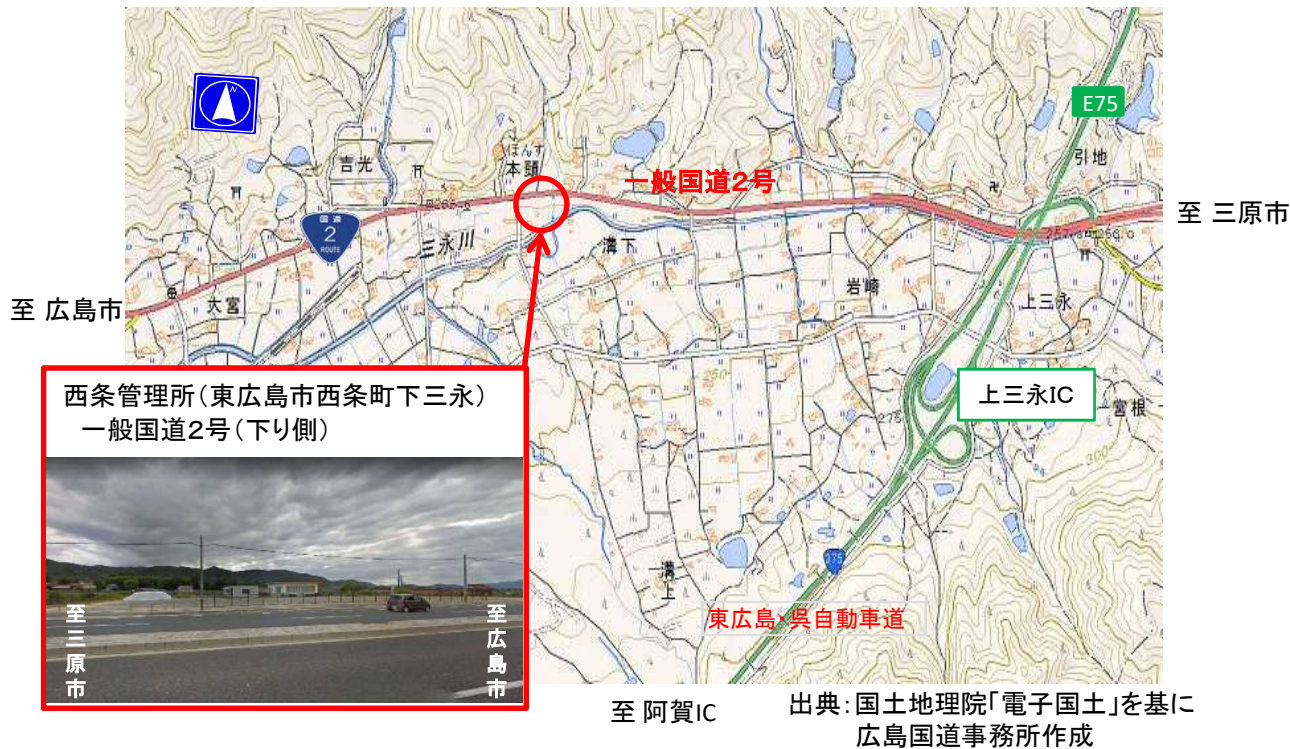 E75
引地
吉光
ほんず
本頭
一般国道2号
至 三原市
国道
2
ROUTE
三永川
溝下
岩崎
大宮
上三永
至 広島市
250
西条管理所(東広島市西条町下三永)
一般国道2号(下り側)
上三永IC
宮根
275
300
375
溝上
至三原市
至広島市
東広島・呉自動車道
至 阿賀IC
出典:国土地理院「電子国土」を基に
広島国道事務所作成